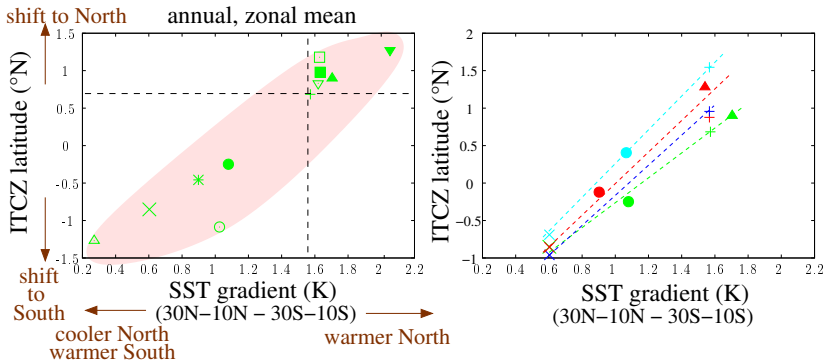 shift to North
annual, zonal mean
ITCZ latitude (°N)
2
1.5
1
0.5
0
-0.5
-1
-1.5
0.2 0.4 0.6 0.8 1 1.2 1.4 1.6 1.8 2 2.2
shift
to
South
SST gradient (K)
(30N−10N − 30S−10S)
cooler North
warmer South
warmer North
ITCZ latitude (°N)
2
1.5
1
0.5
0
-0.5
-1
0.2 0.4 0.6 0.8 1 1.2 1.4 1.6 1.8 2 2.2
SST gradient (K)
(30N−10N − 30S−10S)